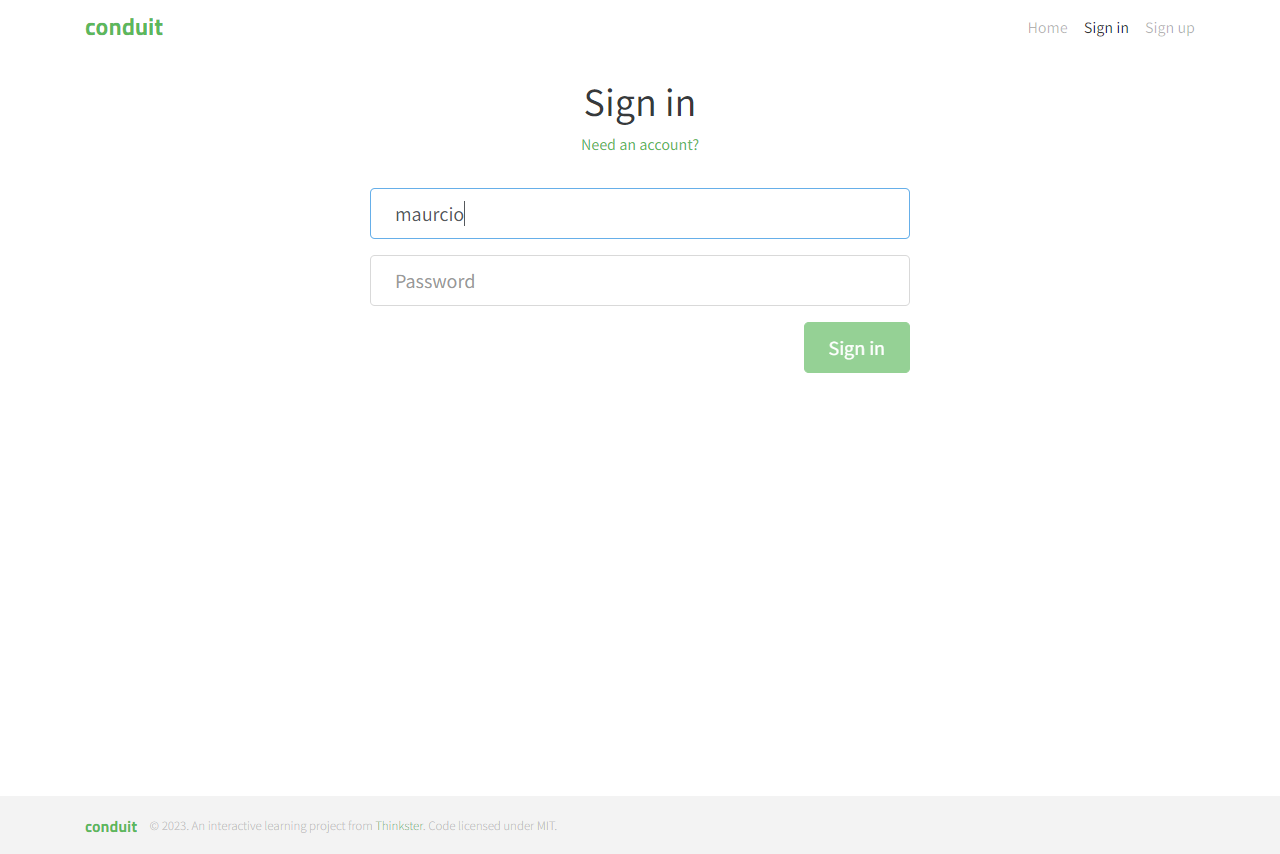 conduit
Home Sign in Sign up
Sign in
Need an account?
maurcio
Password
Sign in
conduit © 2023. An interactive learning project from Thinkster. Code licensed under MIT.